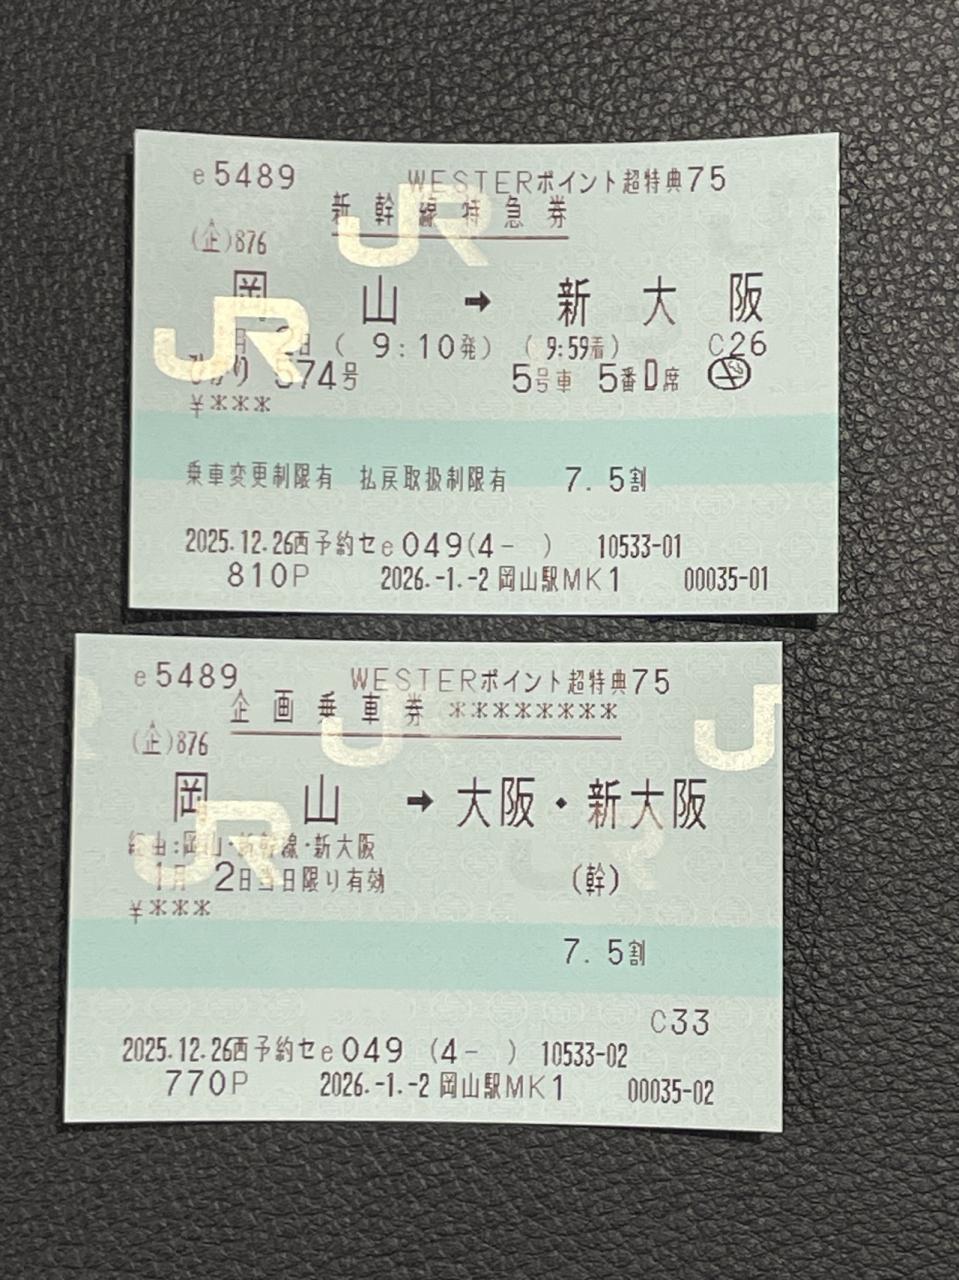 e5489 WESTERポイント超特典75
新幹線特急券
(企)876
岡 山 → 新 大 阪
月 2日 ( 9:10発) ( 9:59着) C26
ひかり 574号 5号車 5番D席
¥***
乗車変更制限有 払戻取扱制限有 7.5割
2025.12.26西予約セe049(4- ) 10533-01
810P 2026.-1.-2岡山駅MK1 00035-01
JR
JR
e5489 WESTERポイント超特典75
企画乗車券 ********
(企)876
岡 山 → 大阪・新大阪
経由:岡山・新幹線・新大阪
1月 2日当日限り有効 (幹)
¥***
7.5割
C33
2025.12.26西予約セe049 (4- ) 10533-02
770P 2026.-1.-2岡山駅MK1 00035-02
JR